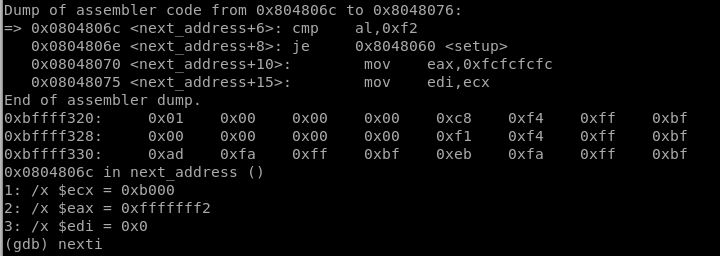 Dump of assembler code from 0x804806c to 0x8048076:
=> 0x0804806c <next_address+6>: cmp    al,0xf2
   0x0804806e <next_address+8>: je     0x8048060 <setup>
   0x08048070 <next_address+10>:        mov    eax,0xfcfcfcfc
   0x08048075 <next_address+15>:        mov    edi,ecx
End of assembler dump.
0xbffff320:     0x01    0x00    0x00    0x00    0xc8    0xf4    0xff    0xbf
0xbffff328:     0x00    0x00    0x00    0x00    0xf1    0xf4    0xff    0xbf
0xbffff330:     0xad    0xfa    0xff    0xbf    0xeb    0xfa    0xff    0xbf
0x0804806c in next_address ()
1: /x $ecx = 0xb000
2: /x $eax = 0xfffffff2
3: /x $edi = 0x0
(gdb) nexti